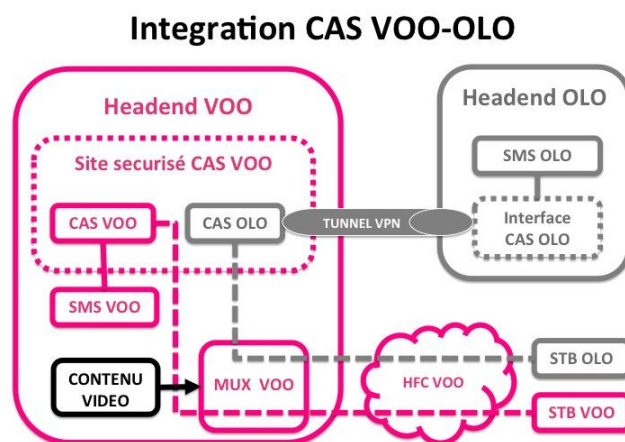 Integration CAS VOO-OLO
Headend VOO
Headend OLO
Site securisé CAS VOO
SMS OLO
CAS VOO
CAS OLO
TUNNEL VPN
Interface
CAS OLO
SMS VOO
CONTENU
VIDEO
MUX VOO
HFC VOO
STB OLO
STB VOO